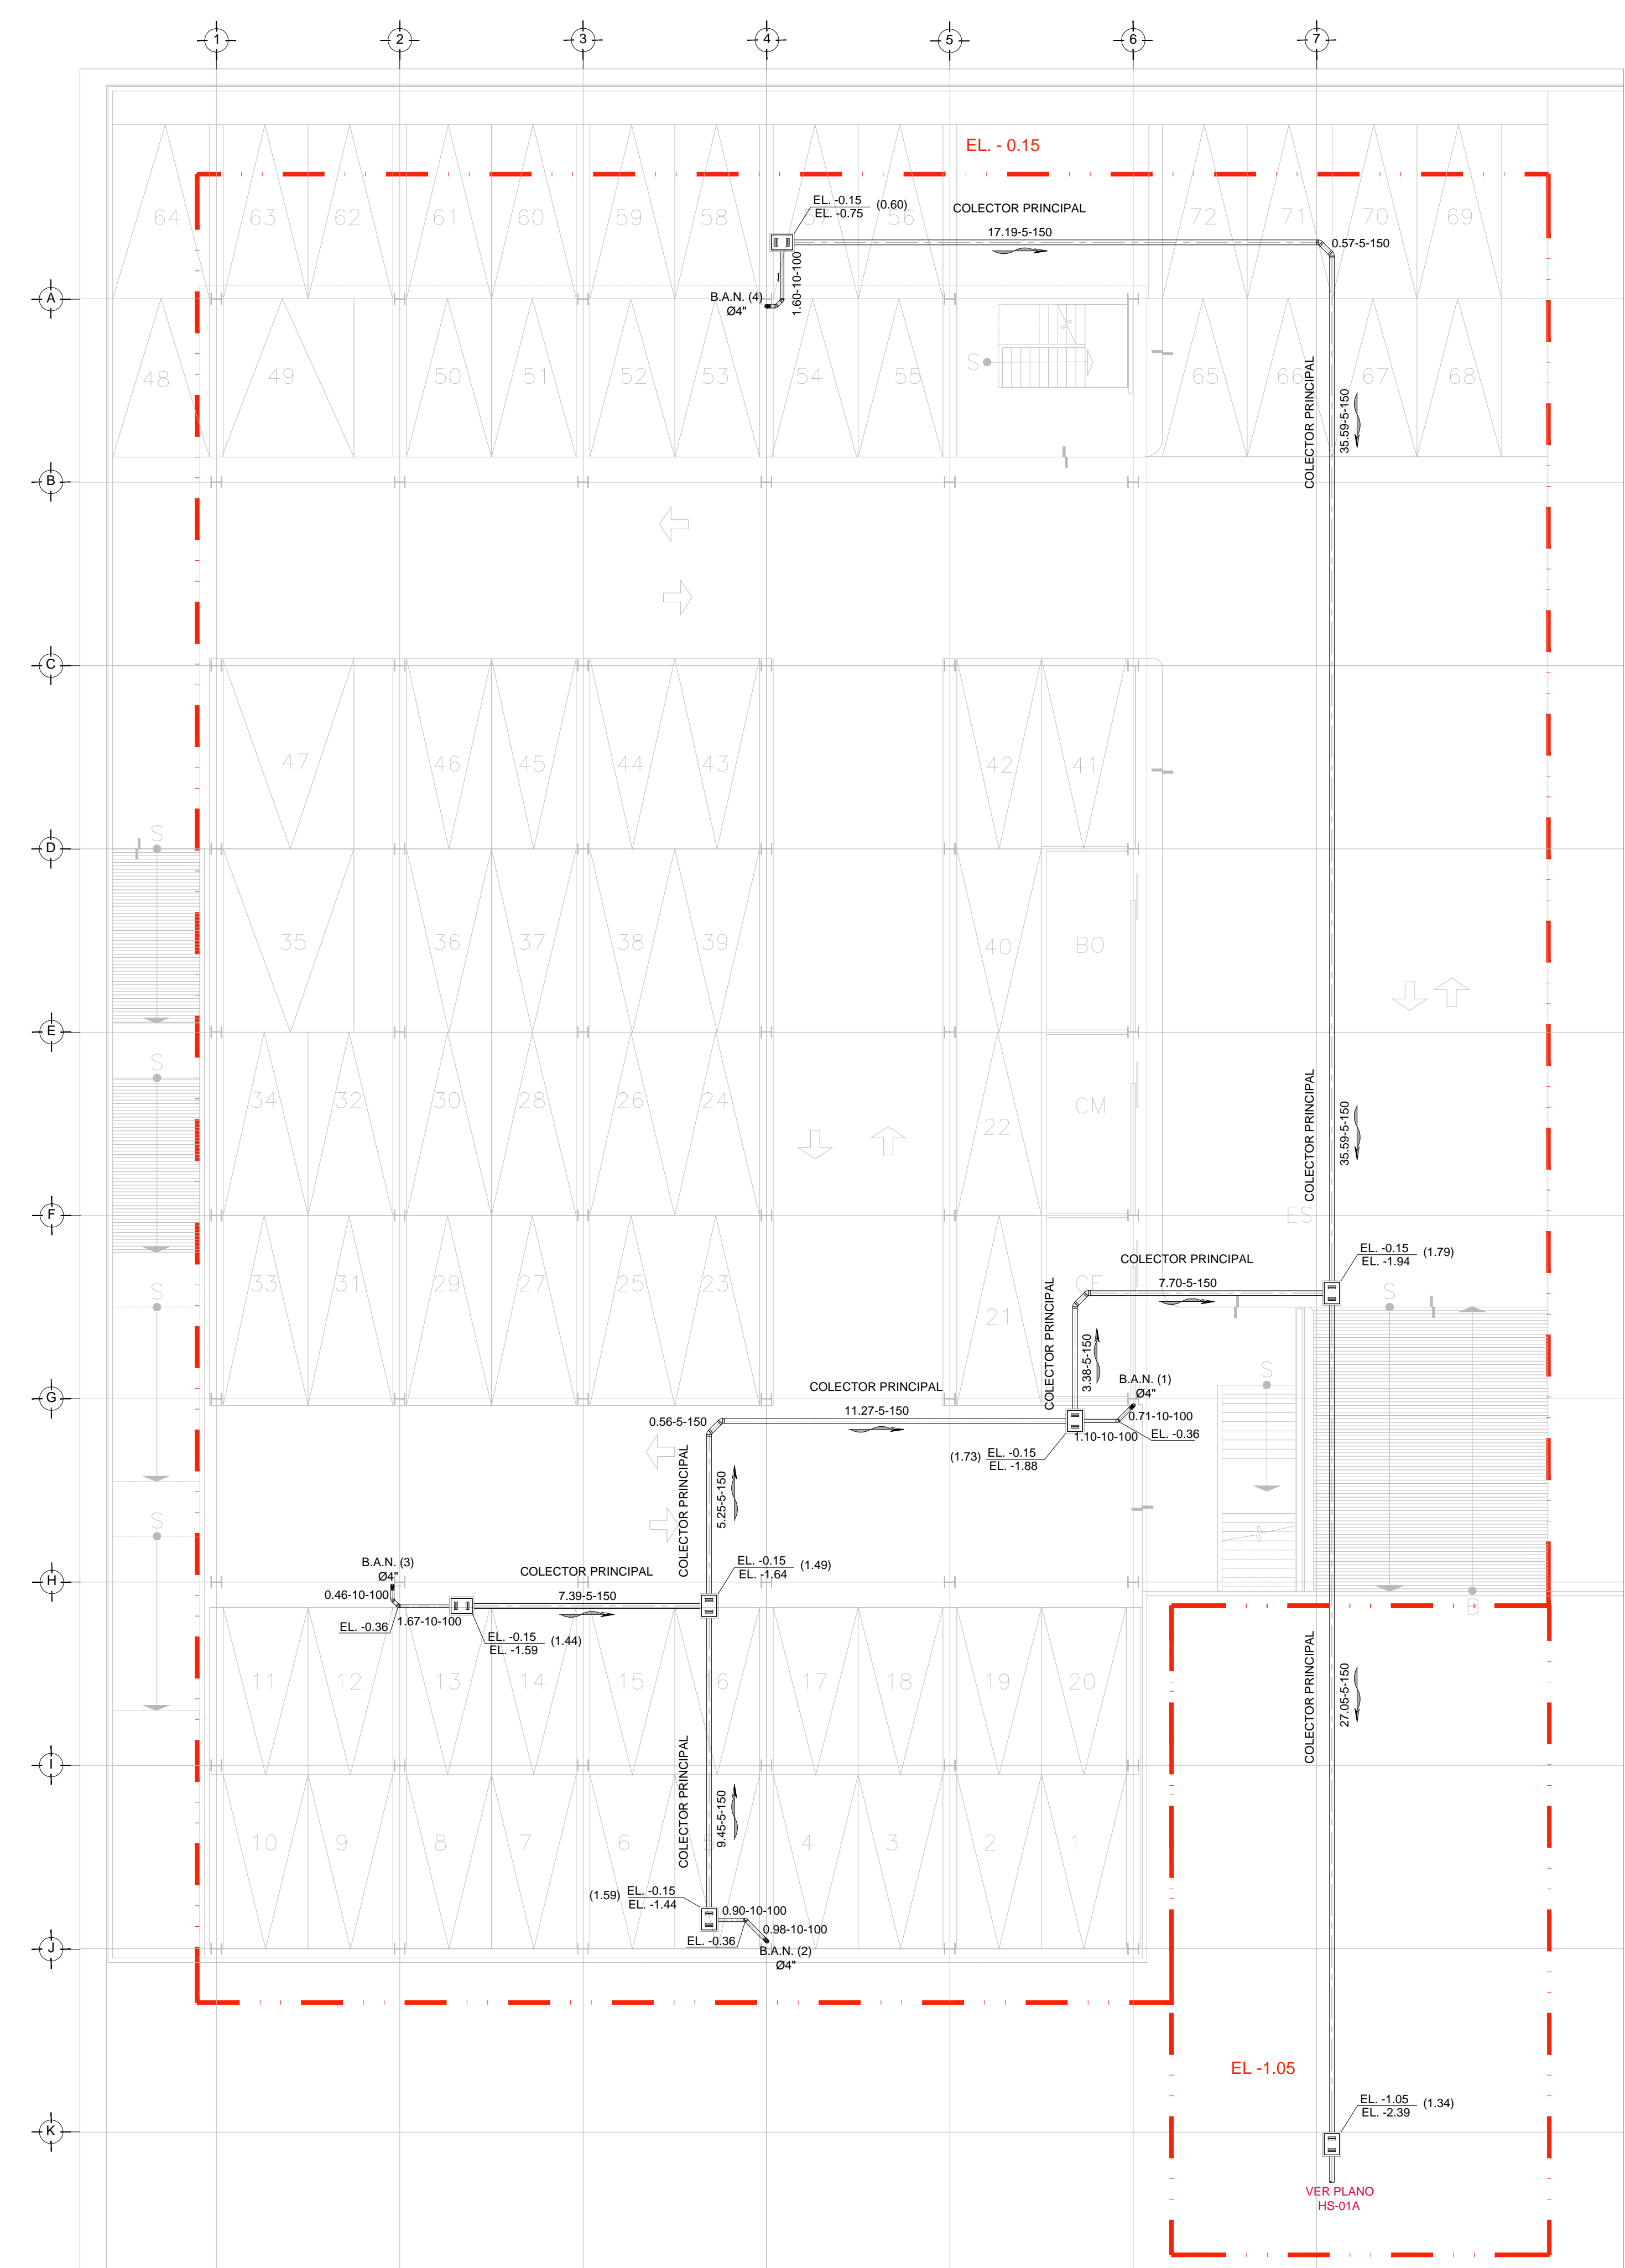 1 2 3 4 5 6 7
EL. - 0.15
64 63 62 61 60 59 58 57 56 72 71 70 69
EL. -0.15
EL. -0.75
(0.60)
COLECTOR PRINCIPAL
17.19-5-150
0.57-5-150
1.60-10-100
A
B.A.N. (4)
Ø4"
S
48 49 50 51 52 53 54 55 65 66 67 68
COLECTOR PRINCIPAL
35.59-5-150
B
C
47 46 45 44 43 42 41
D
S
35 36 37 38 39 40 BO
E
S
34 32 30 28 26 24 22 CM
COLECTOR PRINCIPAL
35.59-5-150
F
ES
EL. -0.15
EL. -1.94
(1.79)
COLECTOR PRINCIPAL
7.70-5-150
33 31 29 27 25 23 21 CE
S
S
COLECTOR PRINCIPAL
3.38-5-150
S
G
B.A.N. (1)
Ø4"
0.71-10-100
1.10-10-100
EL. -0.36
COLECTOR PRINCIPAL
11.27-5-150
0.56-5-150
(1.73)
EL. -0.15
EL. -1.88
COLECTOR PRINCIPAL
5.25-5-150
S
H
B.A.N. (3)
Ø4"
0.46-10-100
1.67-10-100
EL. -0.36
COLECTOR PRINCIPAL
7.39-5-150
EL. -0.15
EL. -1.64
(1.49)
EL. -0.15
EL. -1.59
(1.44)
B
11 12 13 14 15 16 17 18 19 20
COLECTOR PRINCIPAL
27.05-5-150
I
COLECTOR PRINCIPAL
9.45-5-150
10 9 8 7 6 5 4 3 2 1
(1.59)
EL. -0.15
EL. -1.44
0.90-10-100
0.98-10-100
EL. -0.36
J
B.A.N. (2)
Ø4"
EL -1.05
K
EL. -1.05
EL. -2.39
(1.34)
VER PLANO
HS-01A